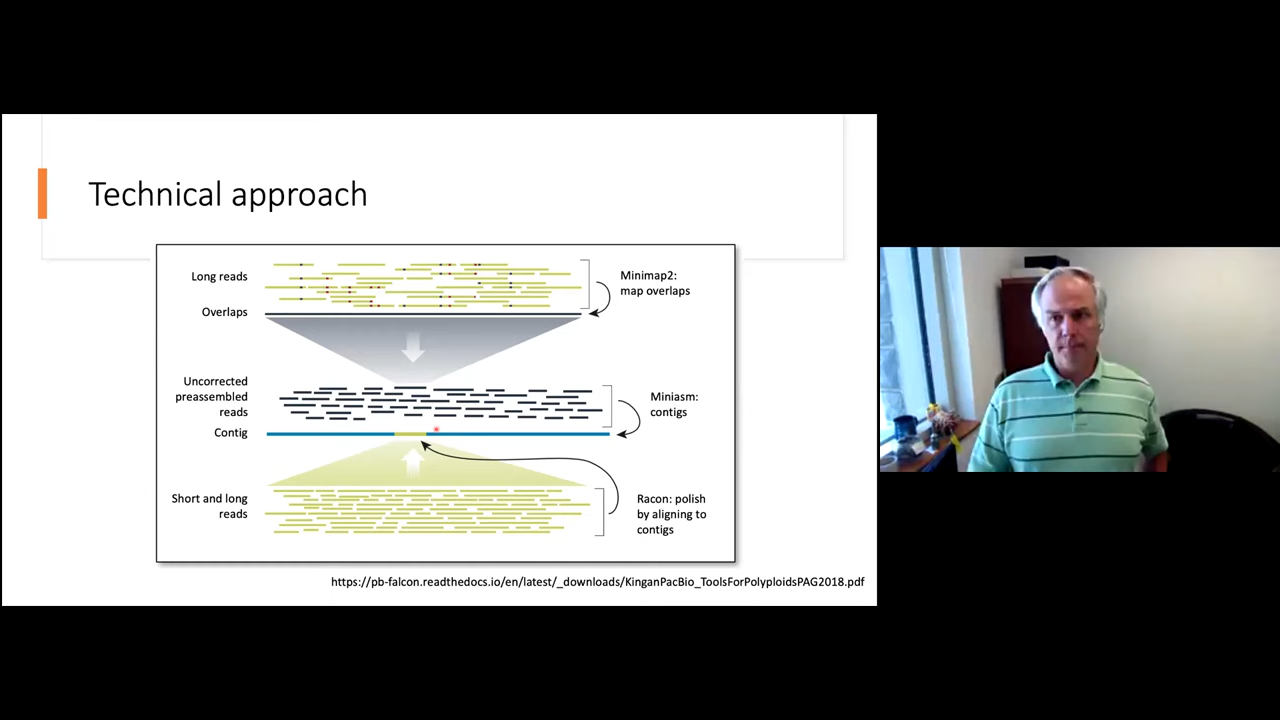 Technical approach
Long reads
Minimap2:
map overlaps
Overlaps
Uncorrected
preassembled
reads
Miniasm:
contigs
Contig
Short and long
reads
Racon: polish
by aligning to
contigs
https://pb-falcon.readthedocs.io/en/latest/_downloads/KinganPacBio_ToolsForPolyploidsPAG2018.pdf